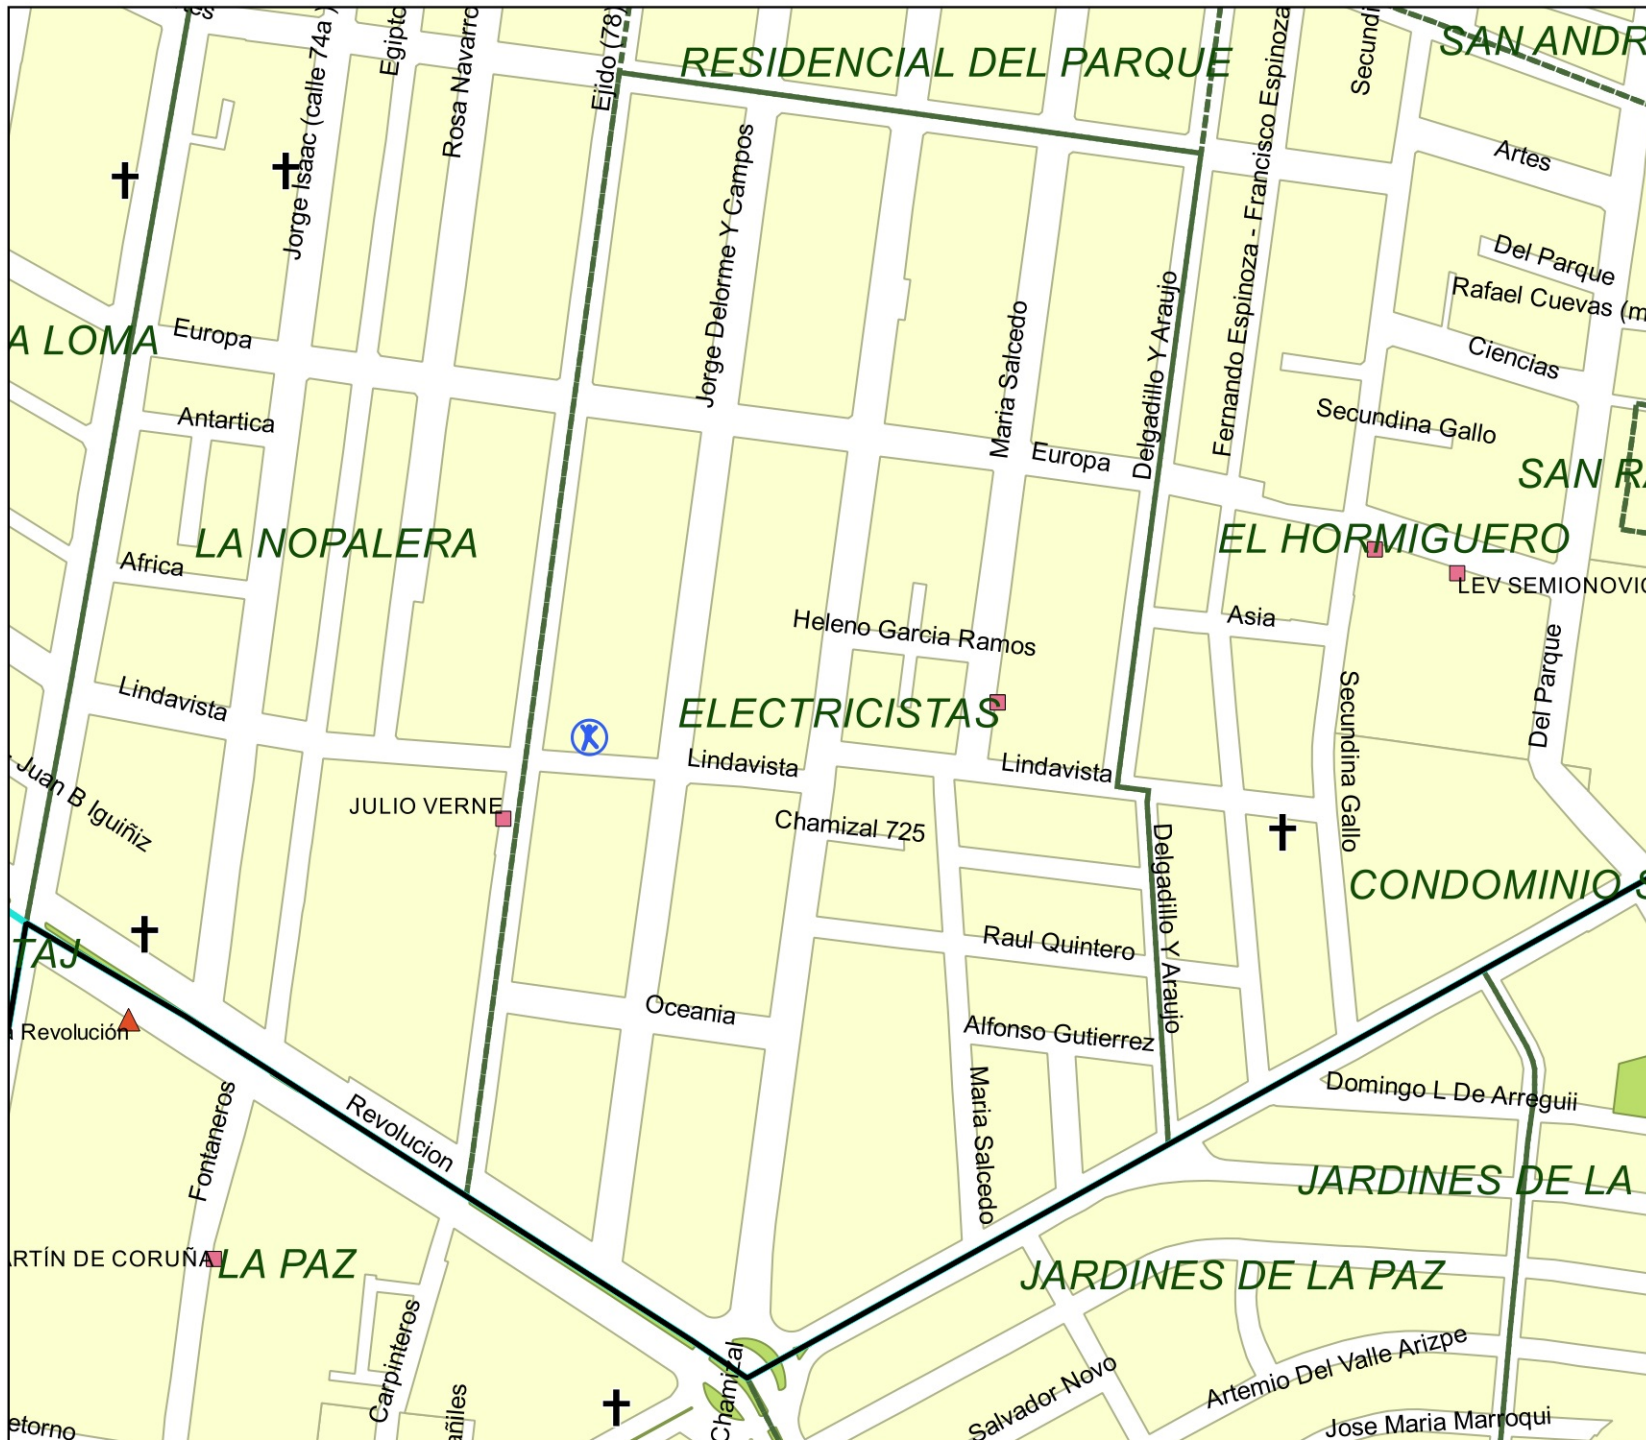 RESIDENCIAL DEL PARQUE
SAN ANDR
Jorge Isaac (calle 74a )
Egipto
Rosa Navarro
Ejido (78)
Jorge Delorme Y Campos
Maria Salcedo
Delgadillo Y Araujo
Fernando Espinoza - Francisco Espinoza
Secundi
Artes
Del Parque
Rafael Cuevas (m
Ciencias
A LOMA
Europa
Antartica
Africa
LA NOPALERA
Europa
Secundina Gallo
SAN RA
EL HORMIGUERO
LEV SEMIONOVIC
Asia
Heleno Garcia Ramos
ELECTRICISTAS
Lindavista
Lindavista
Lindavista
Secundina Gallo
Del Parque
Juan B Iguiñiz
JULIO VERNE
Chamizal 725
Delgadillo Y Araujo
CONDOMINIO S
TAJ
Raul Quintero
Oceania
Alfonso Gutierrez
a Revolución
Fontaneros
Revolucion
Maria Salcedo
Domingo L De Arreguii
JARDINES DE LA
ARTÍN DE CORUÑA
LA PAZ
JARDINES DE LA PAZ
Carpinteros
añiles
Chamizal
Salvador Novo
Artemio Del Valle Arizpe
Jose Maria Marroqui
etorno